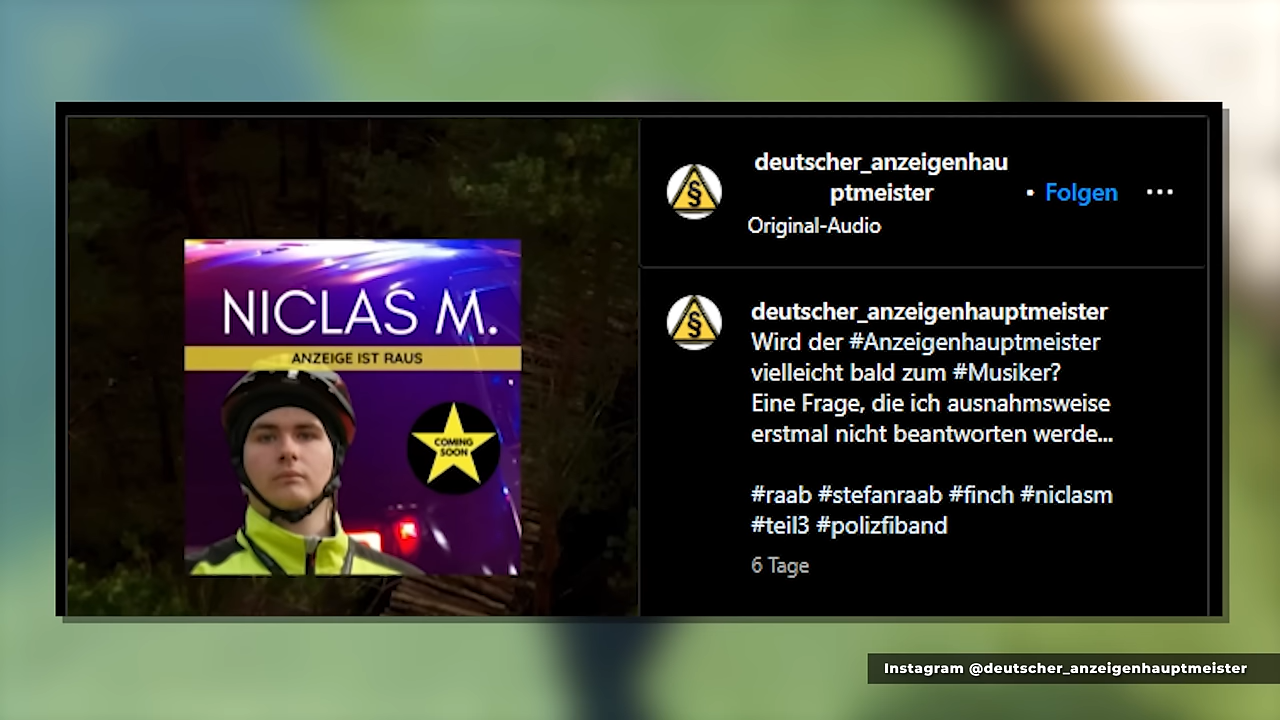 NICLAS M.
ANZEIGE IST RAUS
COMING
SOON
§
deutscher_anzeigenhau
ptmeister
• Folgen ...
Original-Audio
§
deutscher_anzeigenhauptmeister
Wird der #Anzeigenhauptmeister
vielleicht bald zum #Musiker?
Eine Frage, die ich ausnahmsweise
erstmal nicht beantworten werde...
#raab #stefanraab #finch #niclasm
#teil3 #polizfiband
6 Tage
Instagram @deutscher_anzeigenhauptmeister